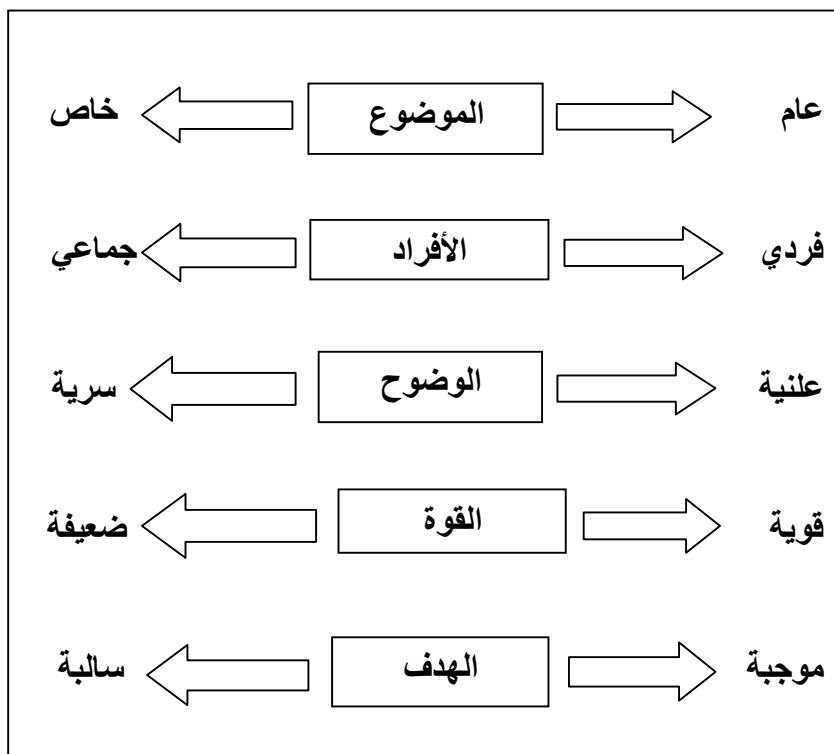 عام الموضوع خاص
فردي الأفراد جماعي
علنية الوضوح سرية
قوية القوة ضعيفة
موجبة الهدف سالبة